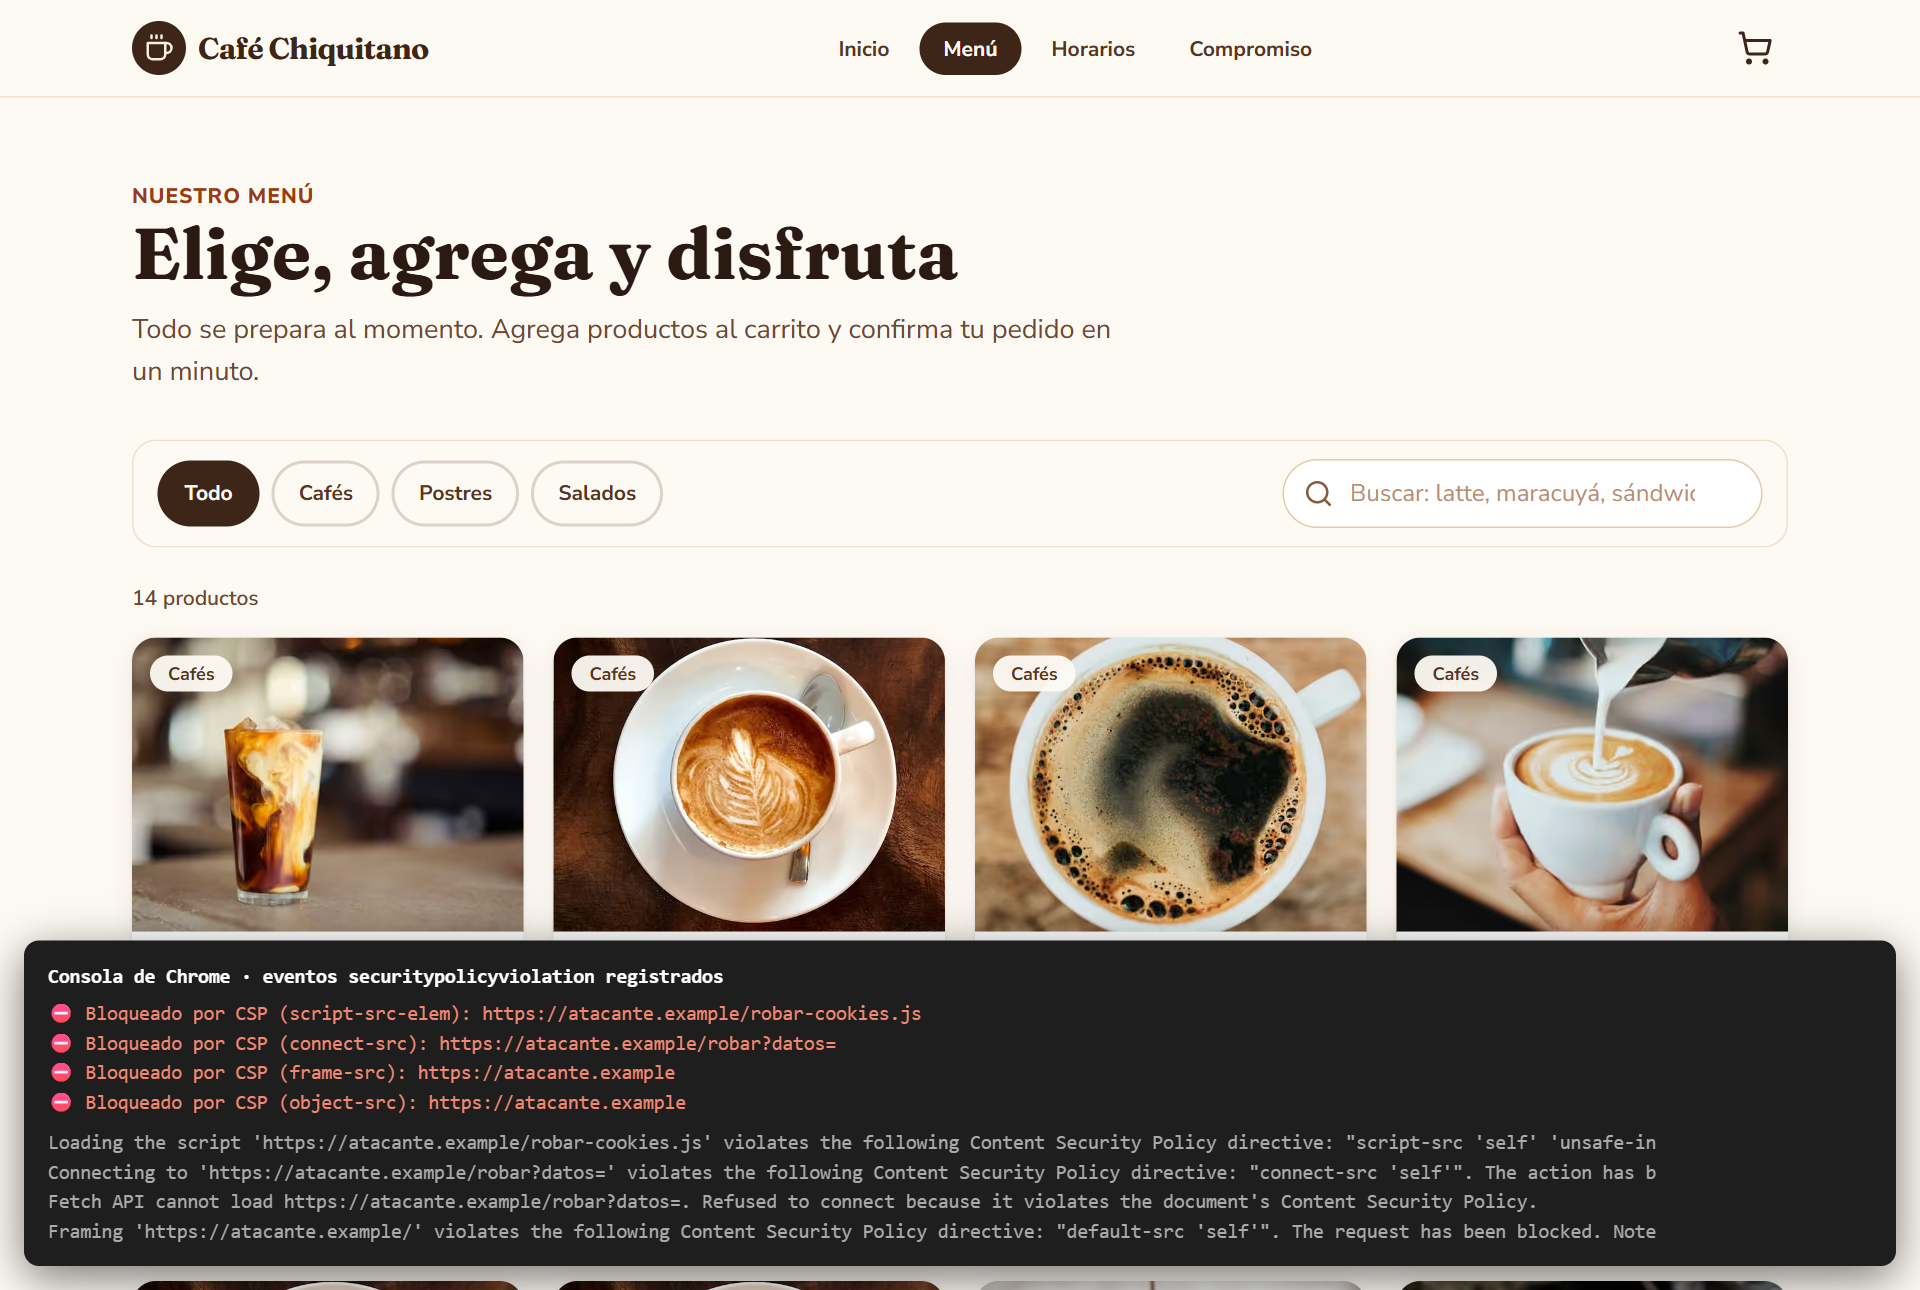 Café Chiquitano
Inicio
Menú
Horarios
Compromiso
NUESTRO MENÚ
Elige, agrega y disfruta
Todo se prepara al momento. Agrega productos al carrito y confirma tu pedido en
un minuto.
Todo
Cafés
Postres
Salados
Buscar: latte, maracuyá, sándwic
14 productos
Cafés
Cafés
Cafés
Cafés
Consola de Chrome · eventos securitypolicyviolation registrados
Bloqueado por CSP (script-src-elem): https://atacante.example/robar-cookies.js
Bloqueado por CSP (connect-src): https://atacante.example/robar?datos=
Bloqueado por CSP (frame-src): https://atacante.example
Bloqueado por CSP (object-src): https://atacante.example
Loading the script 'https://atacante.example/robar-cookies.js' violates the following Content Security Policy directive: "script-src 'self' 'unsafe-in
Connecting to 'https://atacante.example/robar?datos=' violates the following Content Security Policy directive: "connect-src 'self'". The action has b
Fetch API cannot load https://atacante.example/robar?datos=. Refused to connect because it violates the document's Content Security Policy.
Framing 'https://atacante.example/' violates the following Content Security Policy directive: "default-src 'self'". The request has been blocked. Note